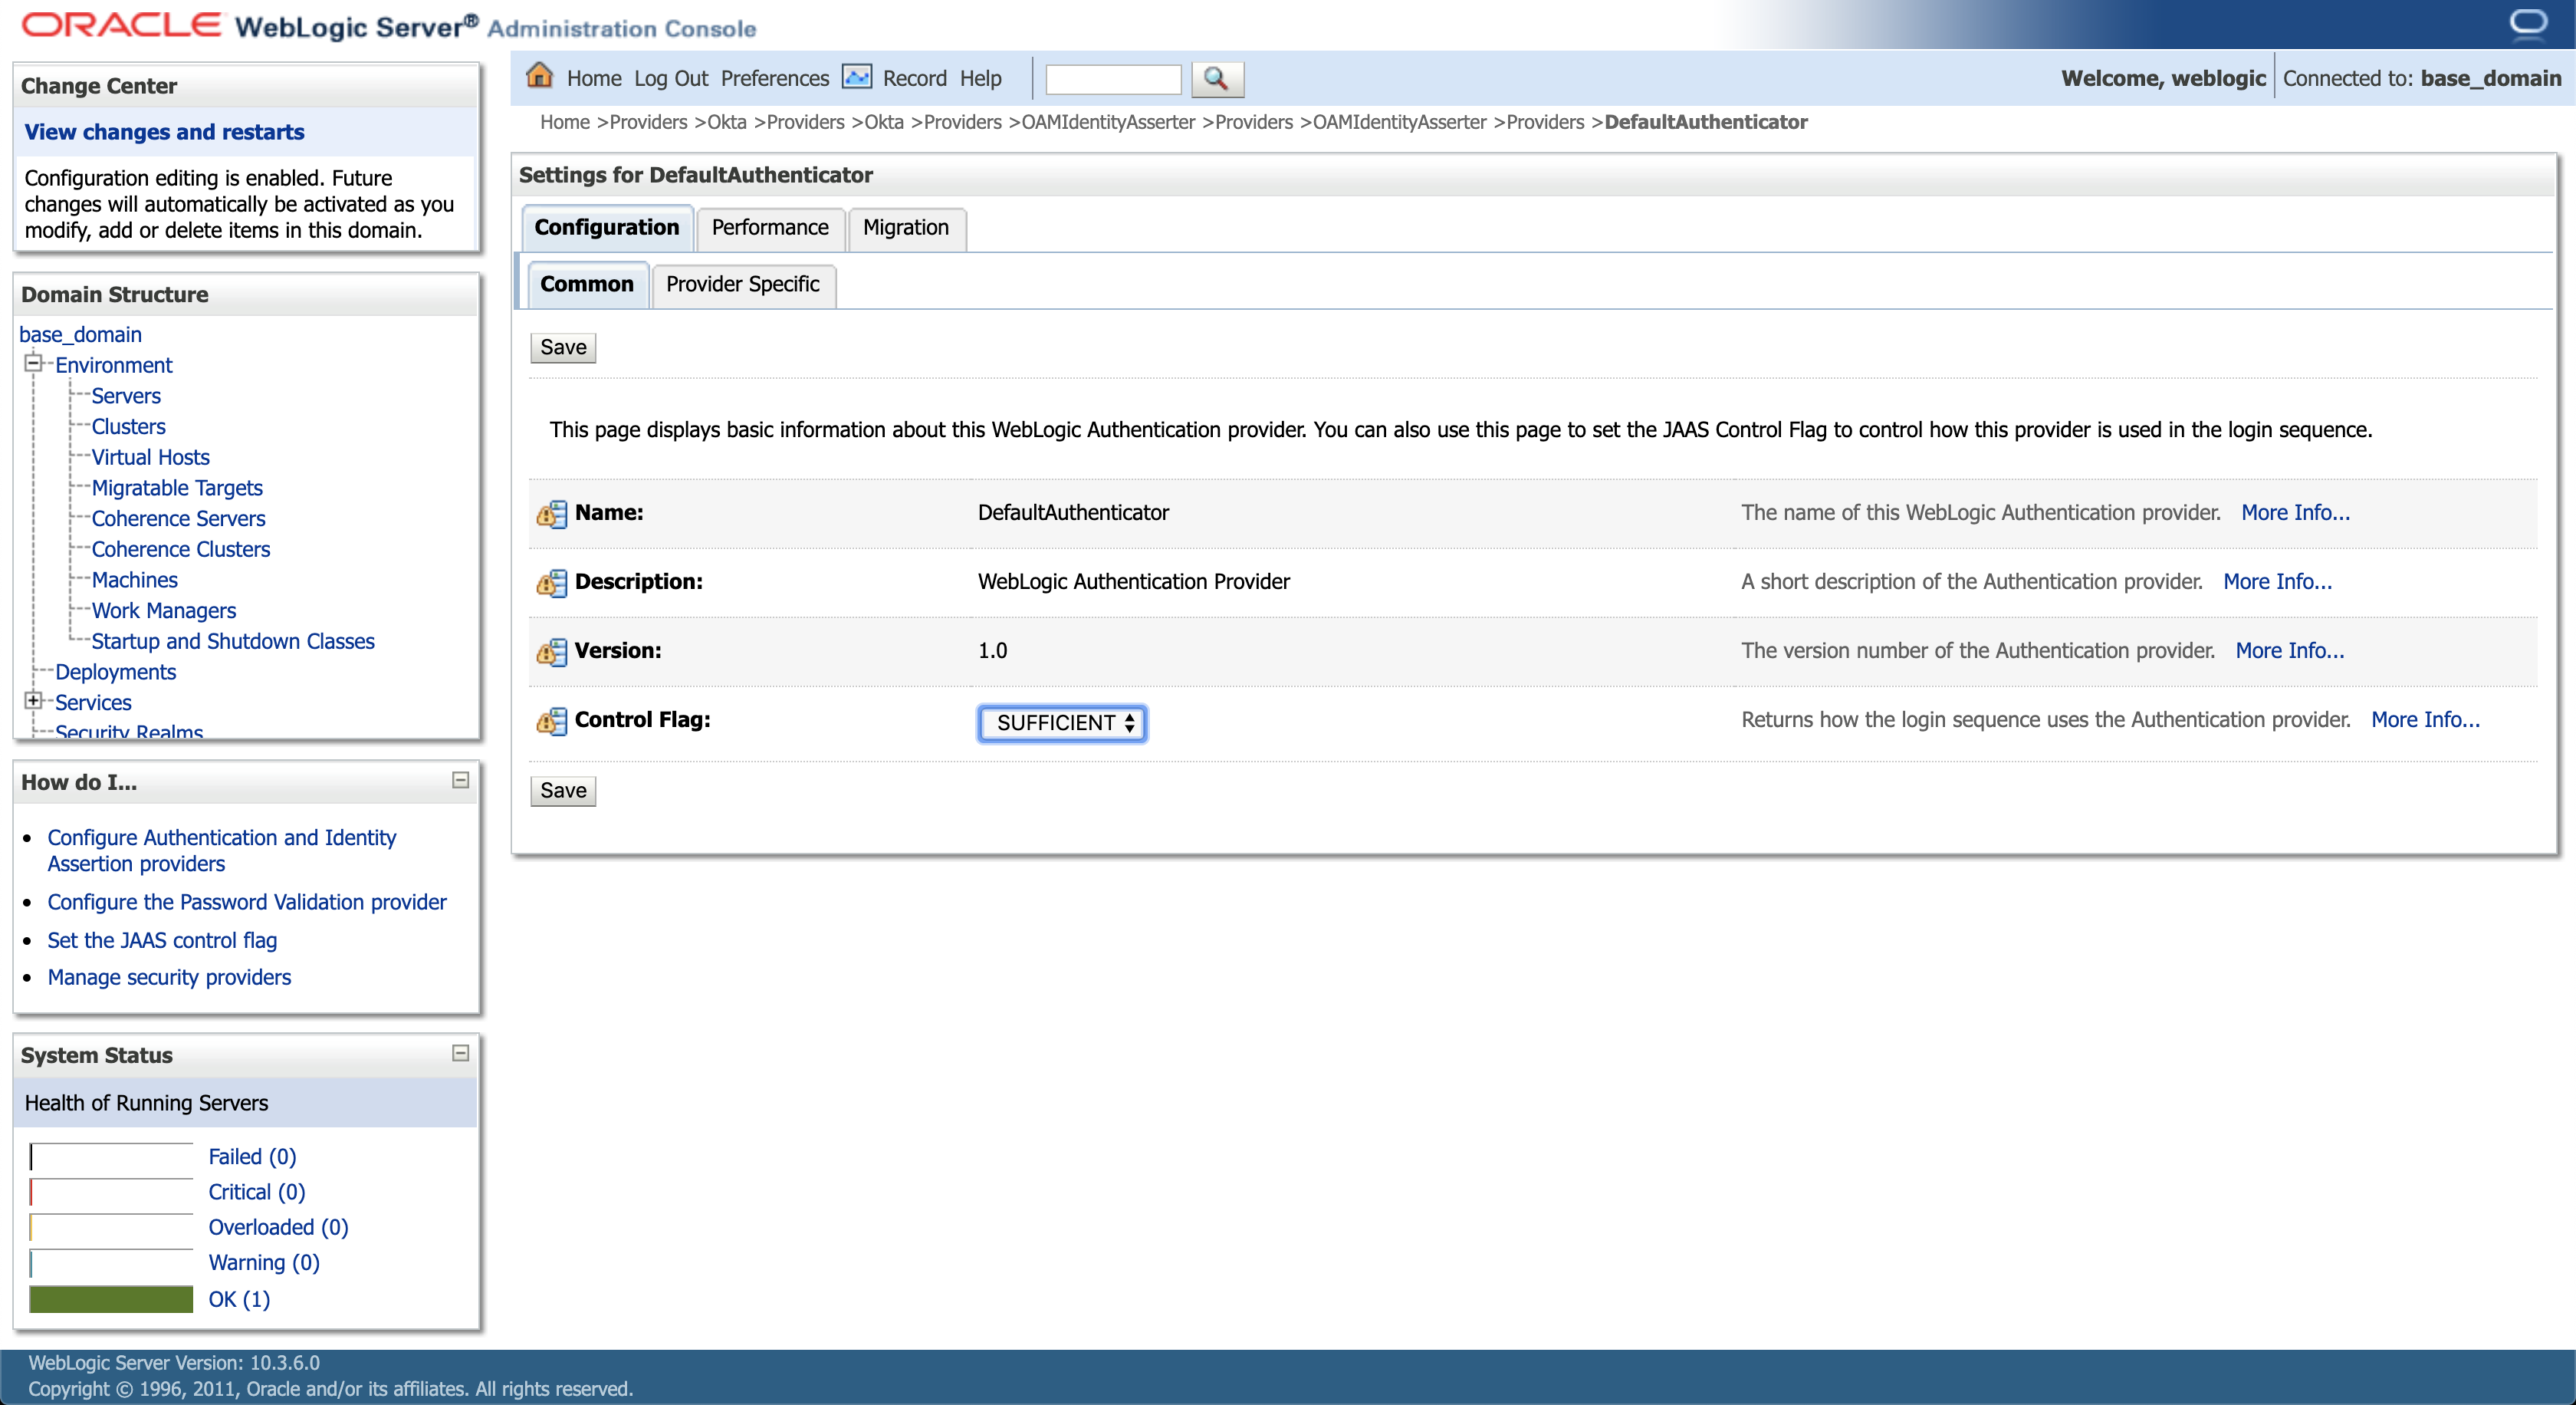 ORACLE WebLogic Server® Administration Console
Change Center
View changes and restarts
Configuration editing is enabled. Future
changes will automatically be activated as you
modify, add or delete items in this domain.
Domain Structure
base_domain
Environment
Servers
Clusters
Virtual Hosts
Migratable Targets
Coherence Servers
Coherence Clusters
Machines
Work Managers
Startup and Shutdown Classes
Deployments
Services
Security Realms
How do I...
Configure Authentication and Identity
Assertion providers
Configure the Password Validation provider
Set the JAAS control flag
Manage security providers
System Status
Health of Running Servers
Failed (0)
Critical (0)
Overloaded (0)
Warning (0)
OK (1)
Home Log Out Preferences Record Help
Welcome, weblogic Connected to: base_domain
Home >Providers >Okta >Providers >Okta >Providers >OAMIdentityAsserter >Providers >OAMIdentityAsserter >Providers >DefaultAuthenticator
Settings for DefaultAuthenticator
Configuration Performance Migration
Common Provider Specific
Save
This page displays basic information about this WebLogic Authentication provider. You can also use this page to set the JAAS Control Flag to control how this provider is used in the login sequence.
Name: DefaultAuthenticator The name of this WebLogic Authentication provider. More Info...
Description: WebLogic Authentication Provider A short description of the Authentication provider. More Info...
Version: 1.0 The version number of the Authentication provider. More Info...
Control Flag: SUFFICIENT Returns how the login sequence uses the Authentication provider. More Info...
Save
WebLogic Server Version: 10.3.6.0
Copyright © 1996, 2011, Oracle and/or its affiliates. All rights reserved.